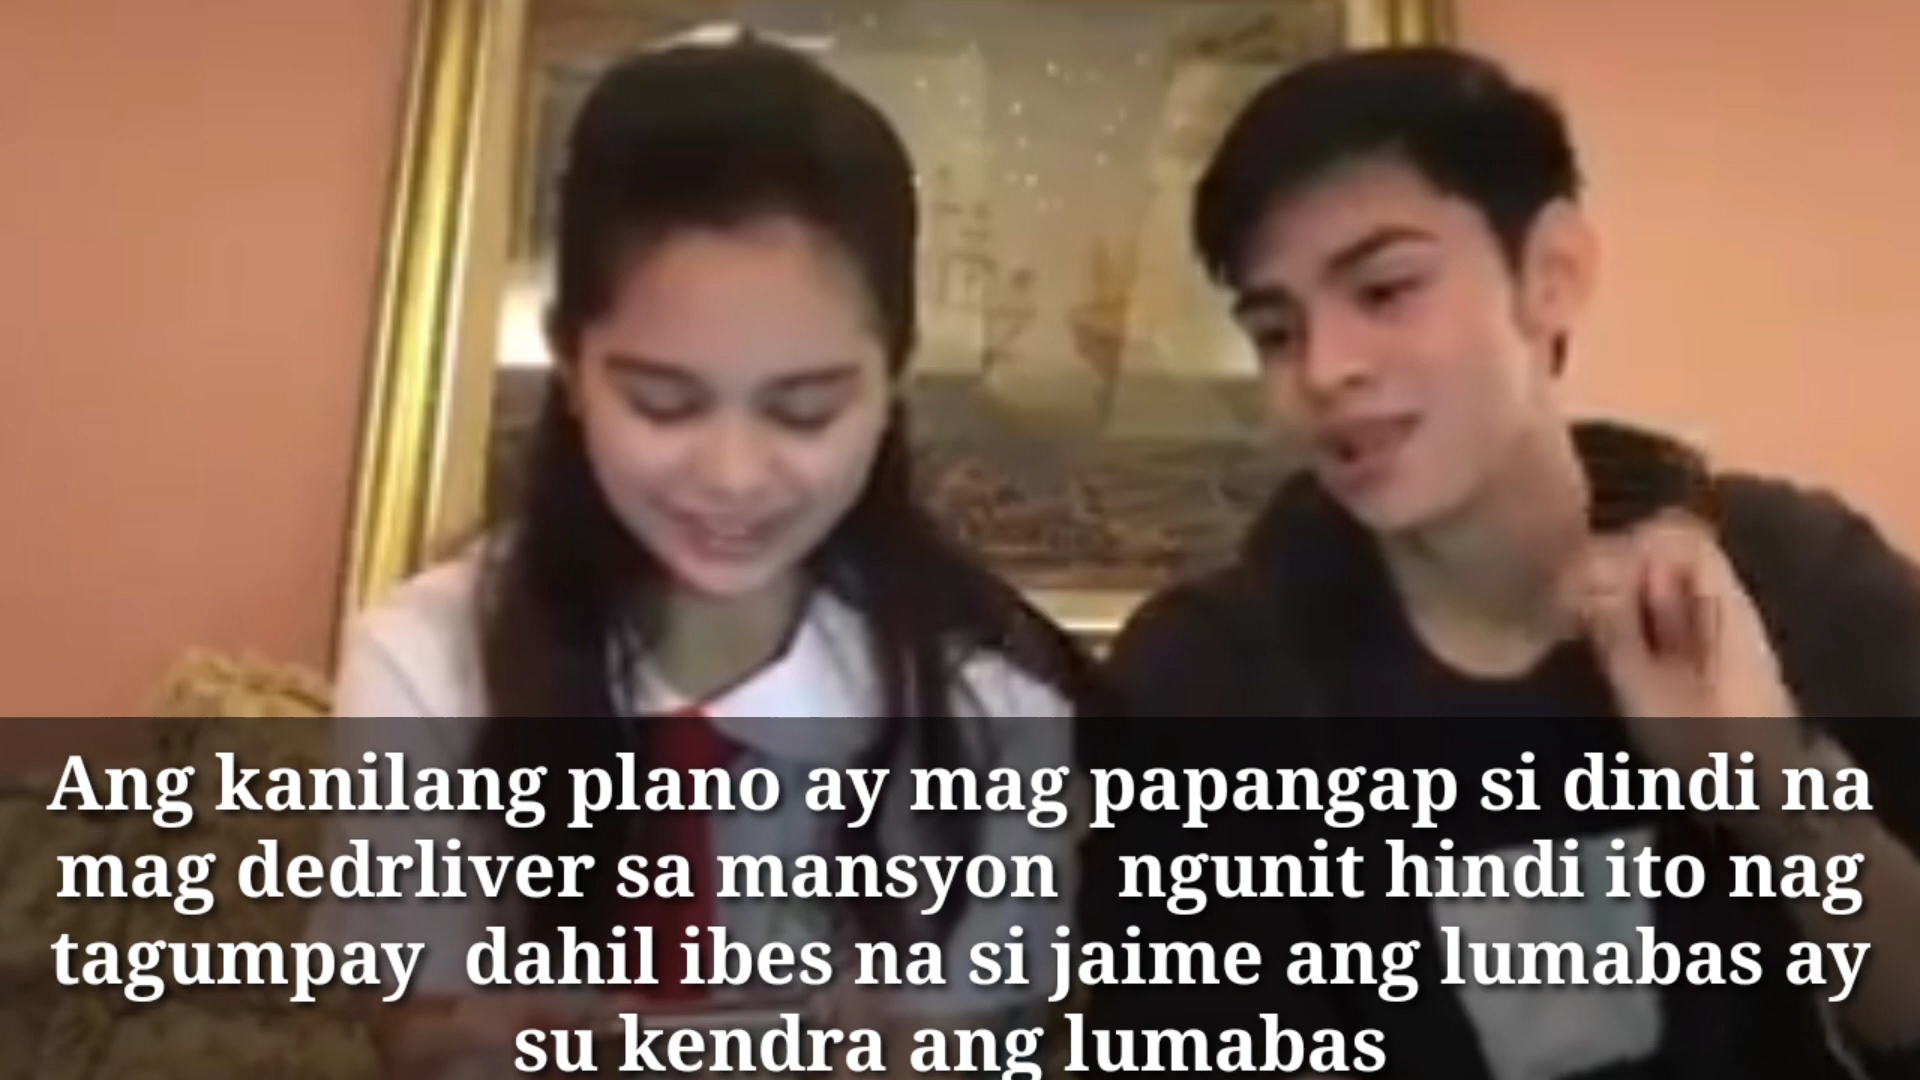 Ang kanilang plano ay mag papangap si dindi na
mag dedrliver sa mansyon ngunit hindi ito nag
tagumpay dahil ibes na si jaime ang lumabas ay
su kendra ang lumabas